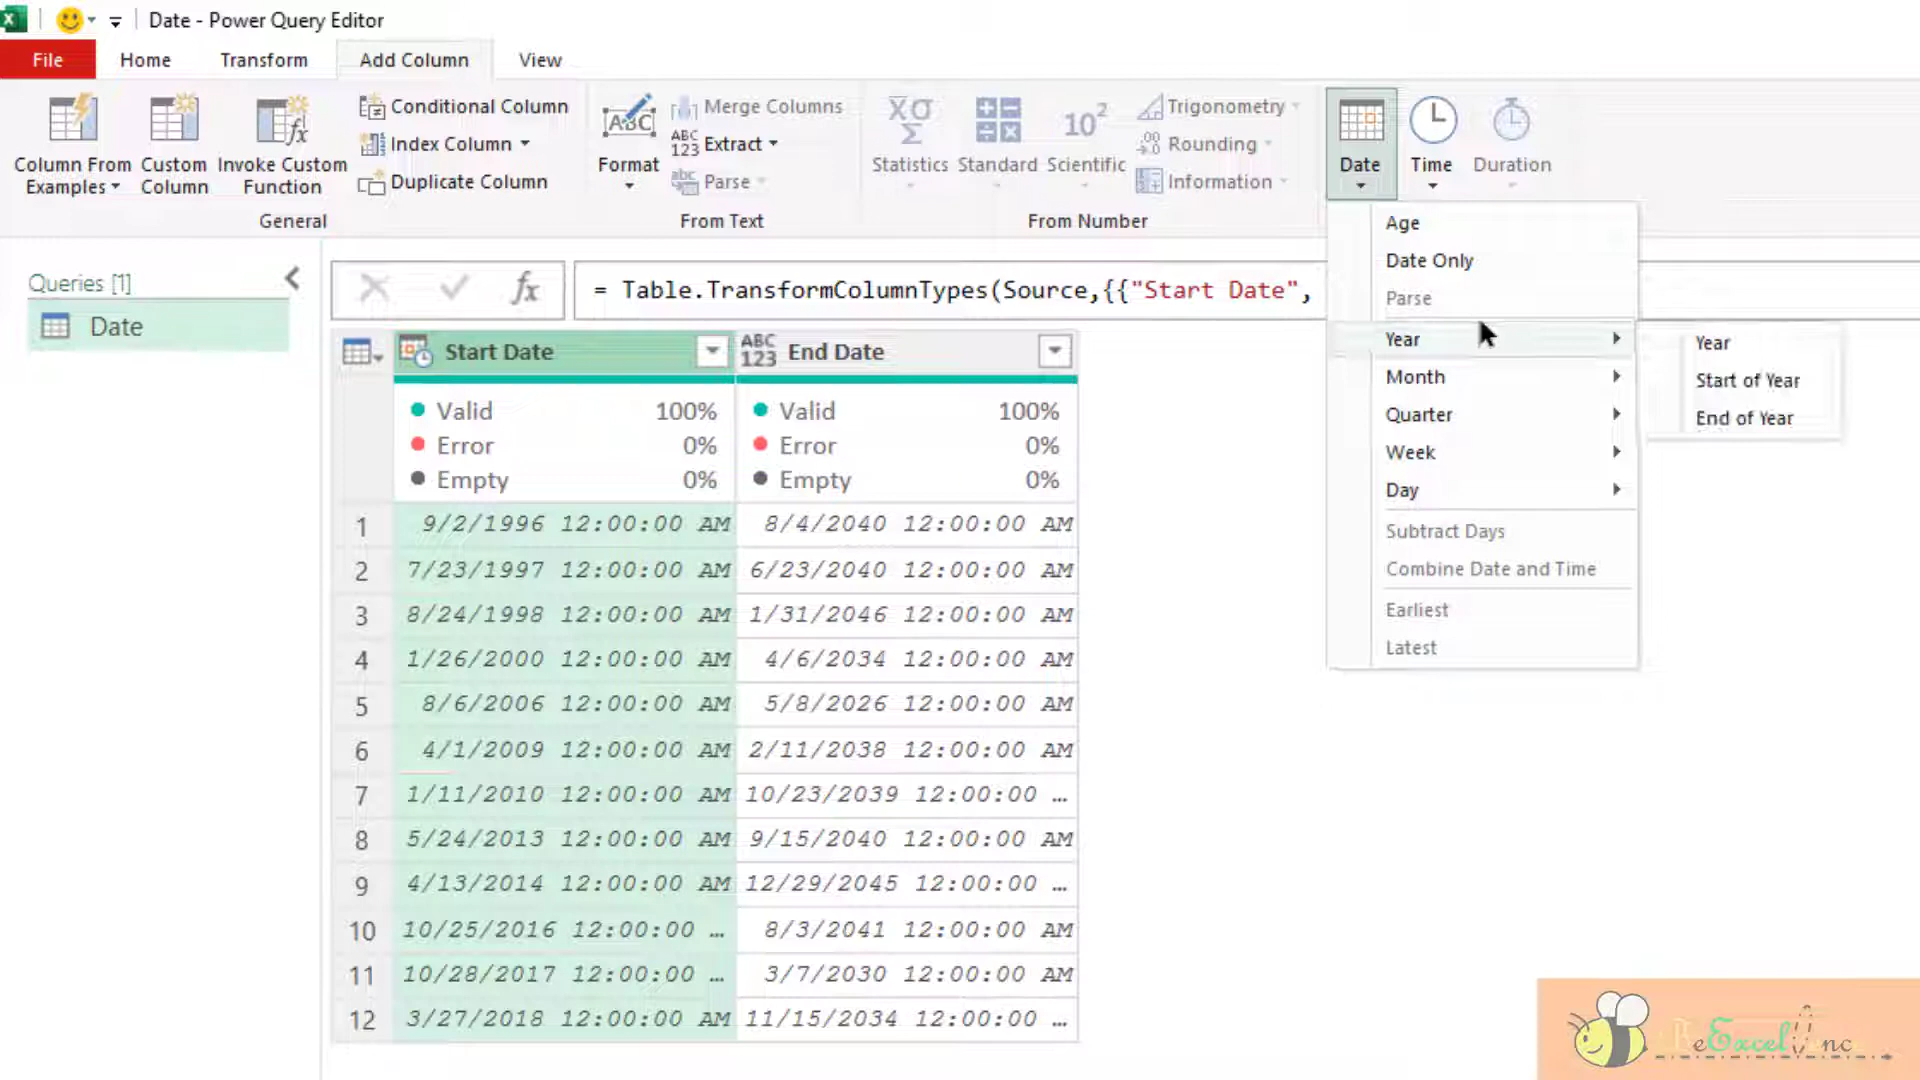 Date - Power Query Editor
File Home Transform Add Column View
Column From Examples
Custom Column
Invoke Custom Function
Conditional Column
Index Column
Duplicate Column
General
Format
Merge Columns
ABC 123 Extract
abc Parse
From Text
Statistics
Standard
10² Scientific
Trigonometry
Rounding
Information
From Number
Date
Time
Duration
Age
Date Only
Parse
Year
Month
Quarter
Week
Day
Subtract Days
Combine Date and Time
Earliest
Latest
Year
Start of Year
End of Year
Queries [1]
Date
fx = Table.TransformColumnTypes(Source,{{"Start Date",
Start Date ABC 123 End Date
Valid 100% Valid 100%
Error 0% Error 0%
Empty 0% Empty 0%
1 9/2/1996 12:00:00 AM 8/4/2040 12:00:00 AM
2 7/23/1997 12:00:00 AM 6/23/2040 12:00:00 AM
3 8/24/1998 12:00:00 AM 1/31/2046 12:00:00 AM
4 1/26/2000 12:00:00 AM 4/6/2034 12:00:00 AM
5 8/6/2006 12:00:00 AM 5/8/2026 12:00:00 AM
6 4/1/2009 12:00:00 AM 2/11/2038 12:00:00 AM
7 1/11/2010 12:00:00 AM 10/23/2039 12:00:00 ...
8 5/24/2013 12:00:00 AM 9/15/2040 12:00:00 AM
9 4/13/2014 12:00:00 AM 12/29/2045 12:00:00 ...
10 10/25/2016 12:00:00 ... 8/3/2041 12:00:00 AM
11 10/28/2017 12:00:00 ... 3/7/2030 12:00:00 AM
12 3/27/2018 12:00:00 AM 11/15/2034 12:00:00 ...